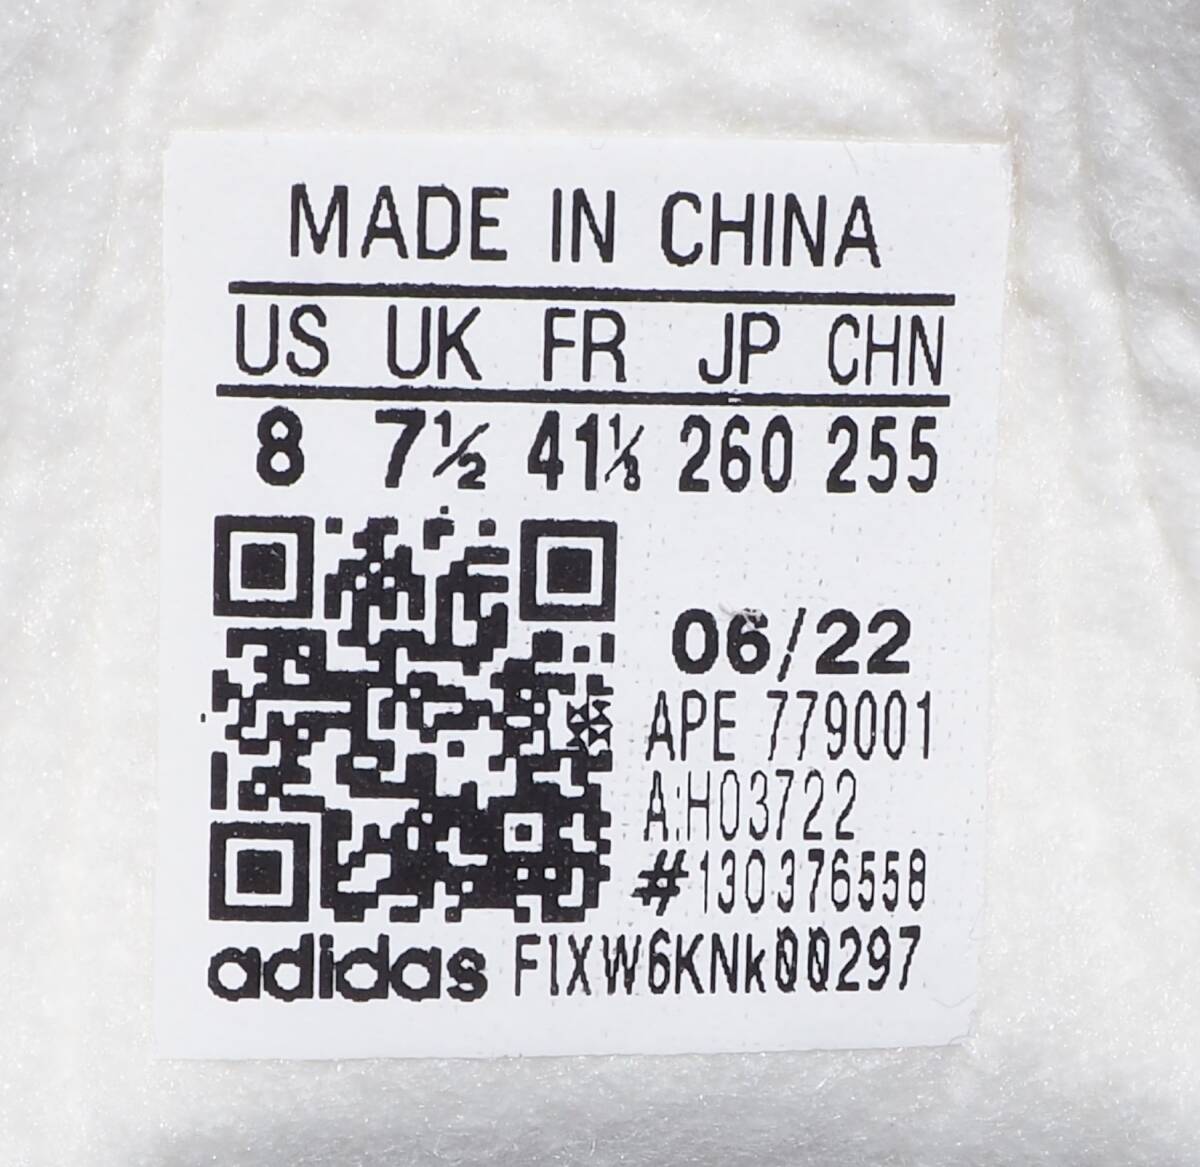 MADE IN CHINA
US UK FR JP CHN
8 7½ 41⅓ 260 255
06/22
APE 779001
A:H03722
#130376558
adidas F1XW6KNk00297